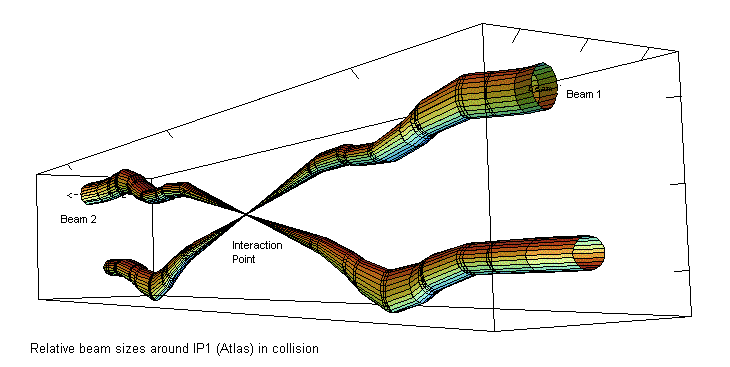 Beam 1
Beam 2
Interaction
Point
Relative beam sizes around IP1 (Atlas) in collision